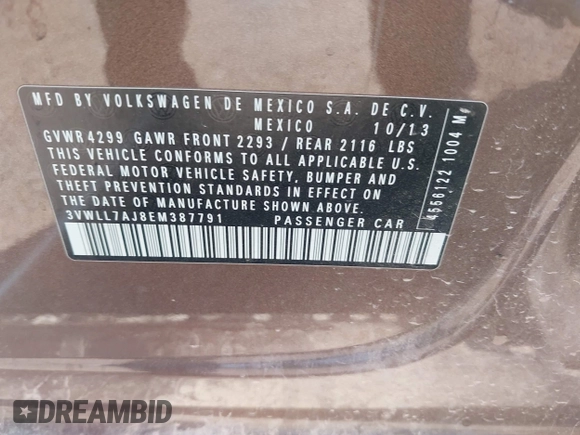 MFD BY VOLKSWAGEN DE MEXICO S.A. DE C.V.
MEXICO 10/13
GVWR 4299 GAWR FRONT 2293 / REAR 2116 LBS
THIS VEHICLE CONFORMS TO ALL APPLICABLE U.S.
FEDERAL MOTOR VEHICLE SAFETY, BUMPER AND
THEFT PREVENTION STANDARDS IN EFFECT ON
THE DATE OF MANUFACTURE SHOWN ABOVE.
3VWLL7AJ8EM387791 PASSENGER CAR
4556122 1004 M
DREAMBID